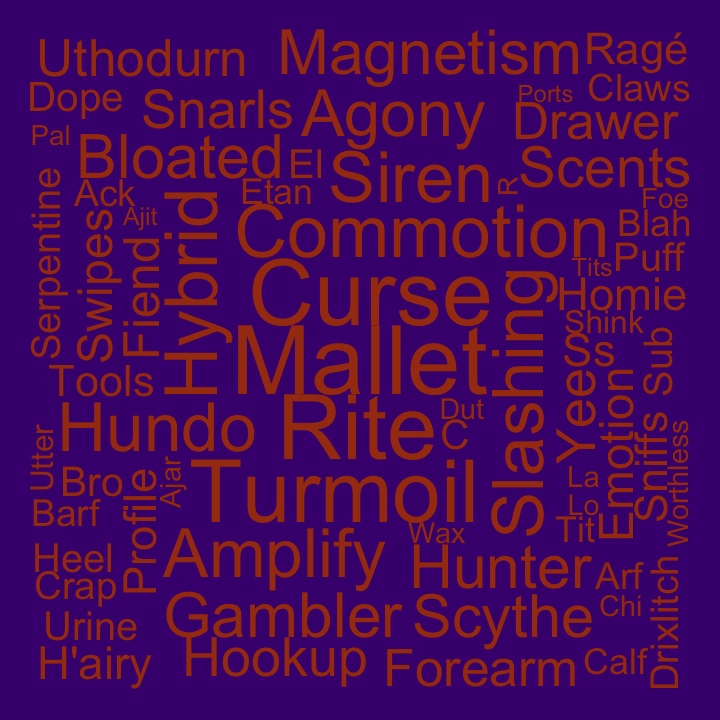 Uthodurn
Magnetism
Ragé
Dope
Snarls
Agony
Ports
Claws
Drawer
Pal
Bloated
El
Siren
R
Scents
Ack
Etan
Foe
Serpentine
Swipes
Ajit
Fiend
Hybrid
Commotion
Blah
Curse
Tits
Puff
Homie
Slashing
Shink
Mallet
Ss
Sub
Tools
Yee
Emotion
Hundo
Rite
Dut
C
Sniffs
Worthless
Utter
Bro
Profile
Ajar
Turmoil
La
Lo
Barf
Wax
Tit
Amplify
Hunter
Heel
Arf
Drixlitch
Crap
Gambler
Scythe
Chi
Urine
H'airy
Hookup
Forearm
Calf